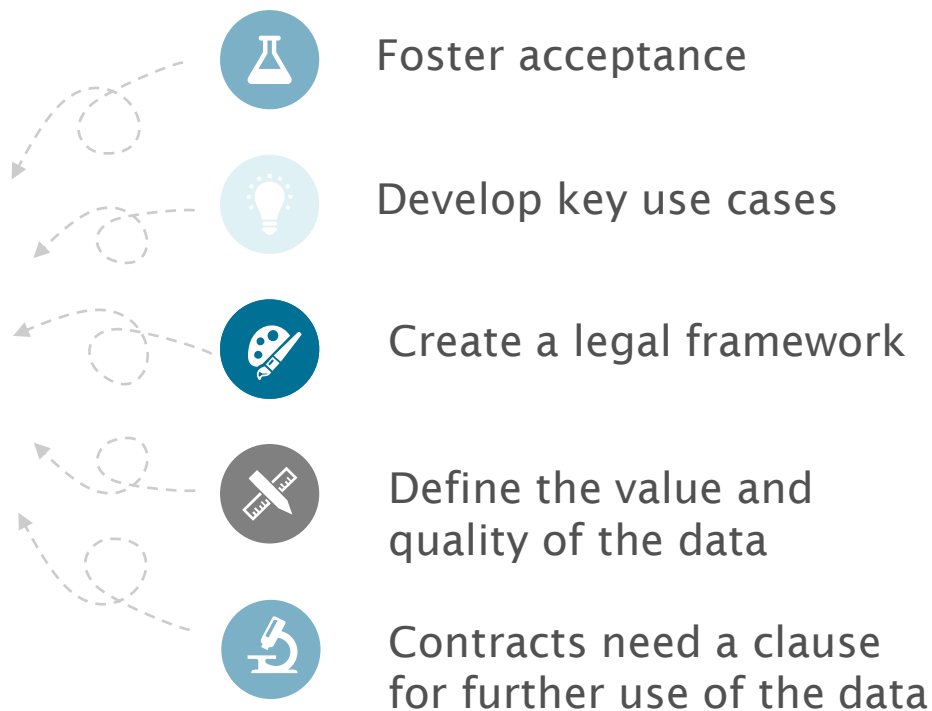 Foster acceptance
Develop key use cases
Create a legal framework
Define the value and
quality of the data
Contracts need a clause
for further use of the data